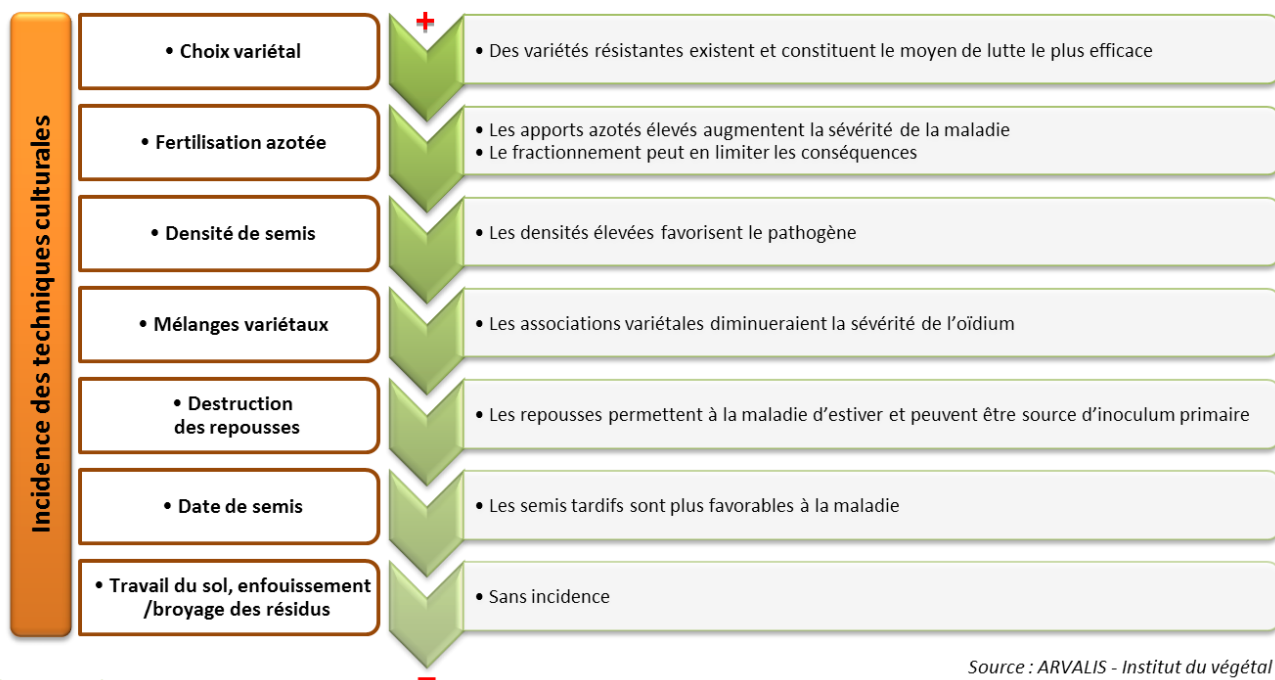 Incidence des techniques culturales
+
• Choix variétal
• Des variétés résistantes existent et constituent le moyen de lutte le plus efficace
• Fertilisation azotée
• Les apports azotés élevés augmentent la sévérité de la maladie
• Le fractionnement peut en limiter les conséquences
• Densité de semis
• Les densités élevées favorisent le pathogène
• Mélanges variétaux
• Les associations variétales diminueraient la sévérité de l’oïdium
• Destruction
des repousses
• Les repousses permettent à la maladie d’estiver et peuvent être source d’inoculum primaire
• Date de semis
• Les semis tardifs sont plus favorables à la maladie
• Travail du sol, enfouissement
/broyage des résidus
• Sans incidence
–
Source : ARVALIS - Institut du végétal